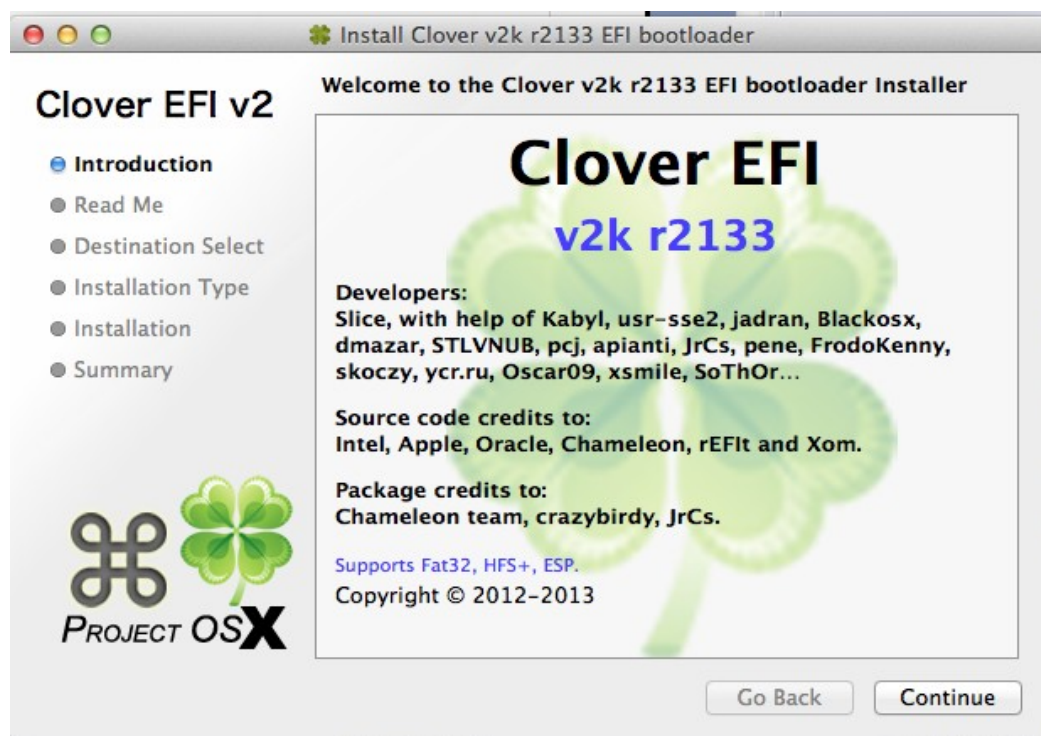 Install Clover v2k r2133 EFI bootloader
Clover EFI v2
Introduction
Read Me
Destination Select
Installation Type
Installation
Summary
PROJECT OSX
Welcome to the Clover v2k r2133 EFI bootloader Installer
Clover EFI
v2k r2133
Developers:
Slice, with help of Kabyl, usr-sse2, jadran, Blackosx,
dmazar, STLVNUB, pcj, apianti, JrCs, pene, FrodoKenny,
skoczy, ycr.ru, Oscar09, xsmile, SoThOr...
Source code credits to:
Intel, Apple, Oracle, Chameleon, rEFIt and Xom.
Package credits to:
Chameleon team, crazybirdy, JrCs.
Supports Fat32, HFS+, ESP.
Copyright © 2012-2013
Go Back
Continue